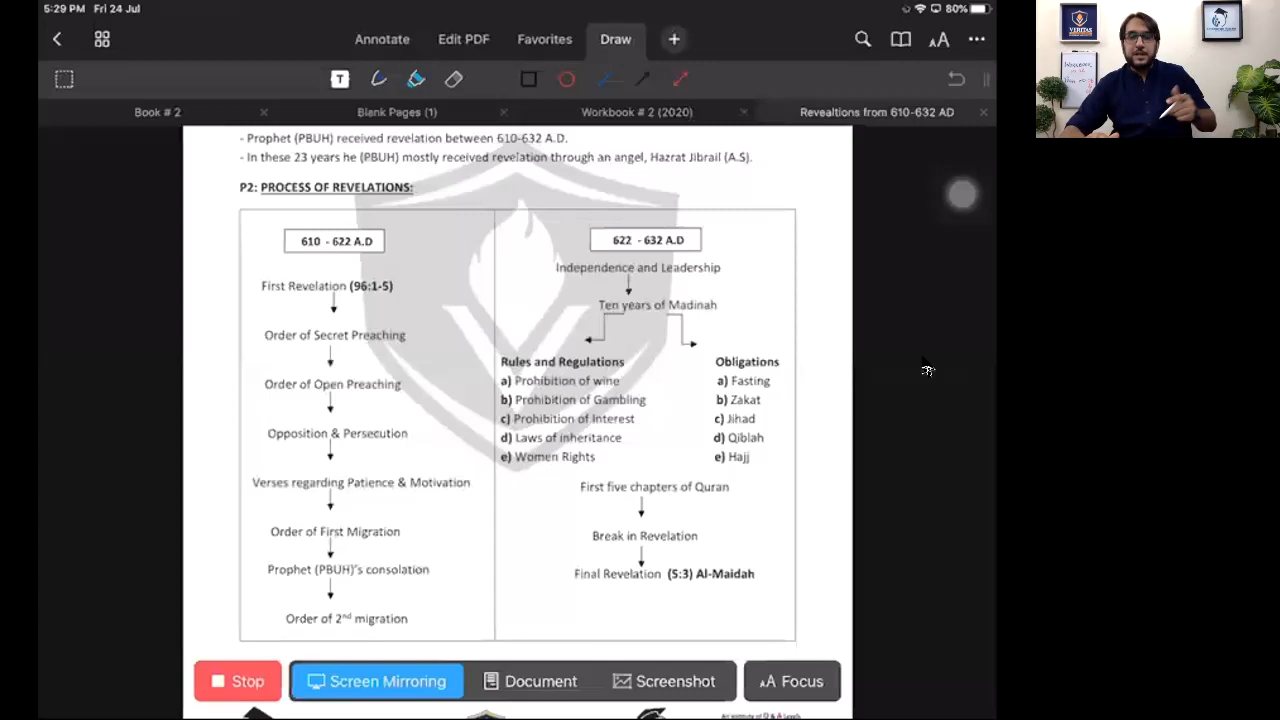 5:29 PM Fri 24 Jul
80%
Annotate Edit PDF Favorites Draw
AA
T
Book # 2 Blank Pages (1) Workbook # 2 (2020) Revealtions from 610-632 AD
- Prophet (PBUH) received revelation between 610-632 A.D.
- In these 23 years he (PBUH) mostly received revelation through an angel, Hazrat Jibrail (A.S).
P2: PROCESS OF REVELATIONS:
610 - 622 A.D
First Revelation (96:1-5)
Order of Secret Preaching
Order of Open Preaching
Opposition & Persecution
Verses regarding Patience & Motivation
Order of First Migration
Prophet (PBUH)'s consolation
Order of 2nd migration
622 - 632 A.D
Independence and Leadership
Ten years of Madinah
Rules and Regulations
a) Prohibition of wine
b) Prohibition of Gambling
c) Prohibition of Interest
d) Laws of inheritance
e) Women Rights
Obligations
a) Fasting
b) Zakat
c) Jihad
d) Qiblah
e) Hajj
First five chapters of Quran
Break in Revelation
Final Revelation (5:3) Al-Maidah
Stop Screen Mirroring Document Screenshot AA Focus
An institute of O & A Levels
VERITAS